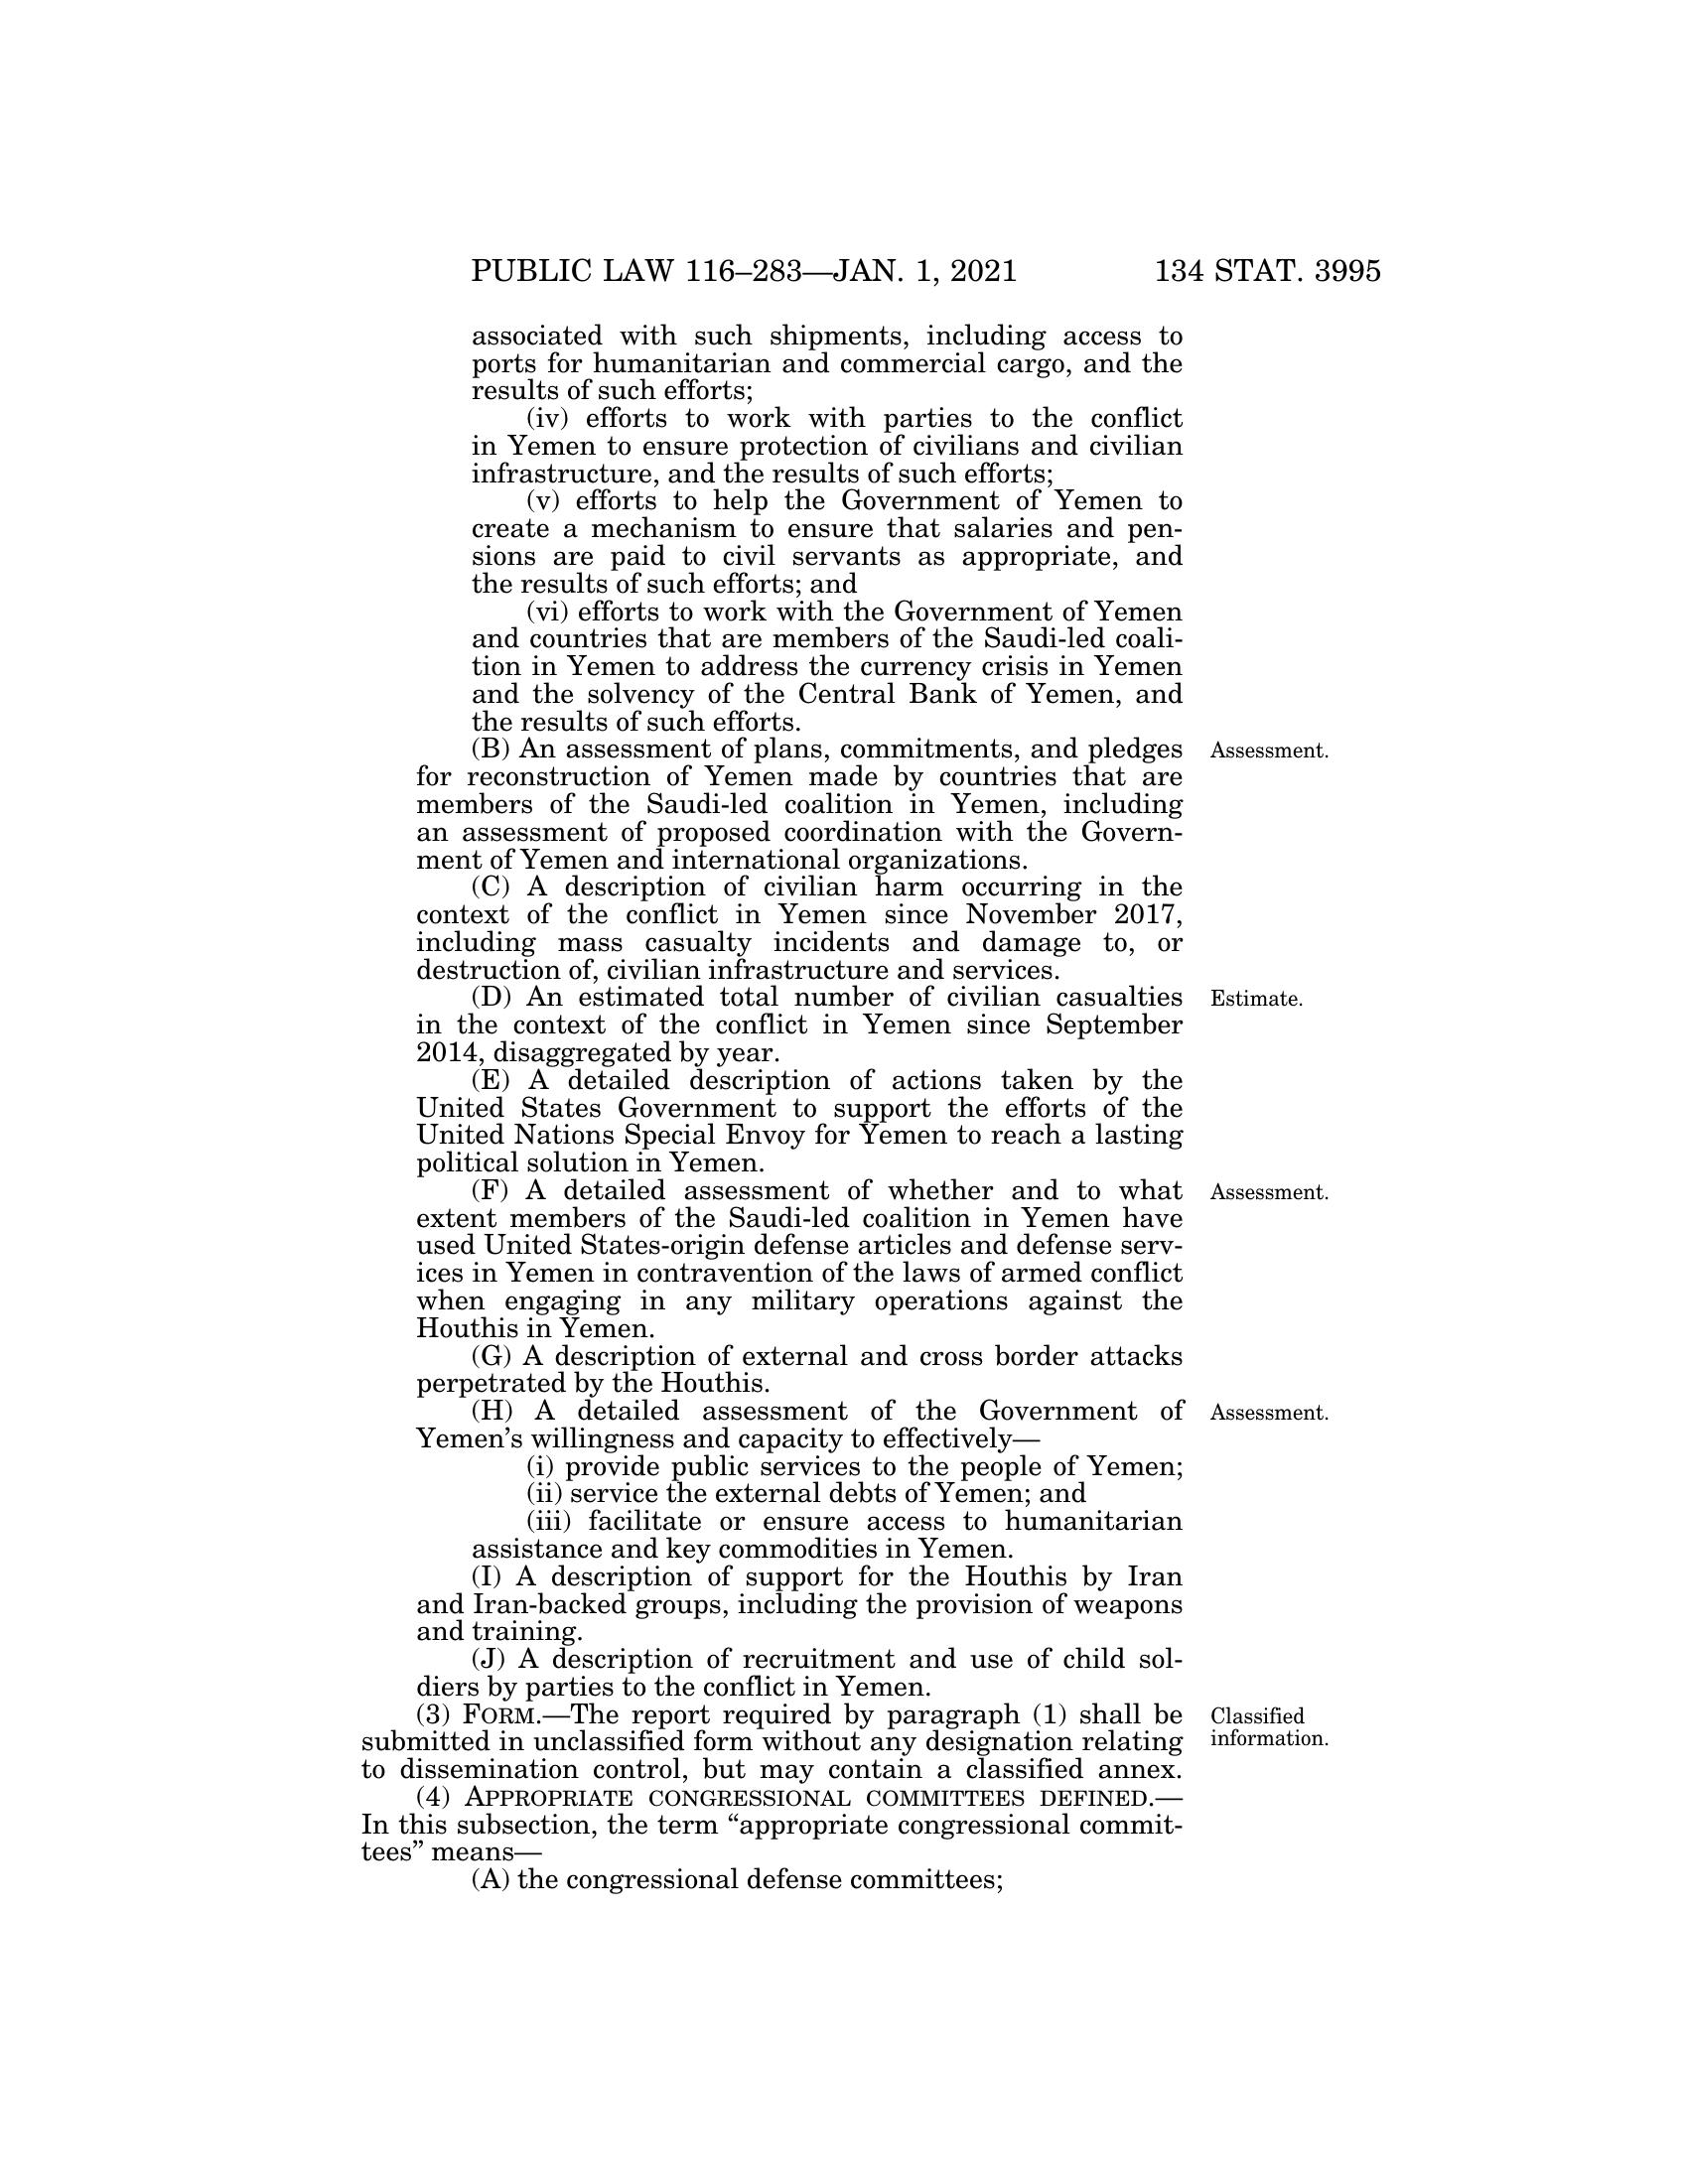 PUBLIC LAW 116–283—JAN. 1, 2021 134 STAT. 3995
associated with such shipments, including access to
ports for humanitarian and commercial cargo, and the
results of such efforts;
(iv) efforts to work with parties to the conflict
in Yemen to ensure protection of civilians and civilian
infrastructure, and the results of such efforts;
(v) efforts to help the Government of Yemen to
create a mechanism to ensure that salaries and pen-
sions are paid to civil servants as appropriate, and
the results of such efforts; and
(vi) efforts to work with the Government of Yemen
and countries that are members of the Saudi-led coali-
tion in Yemen to address the currency crisis in Yemen
and the solvency of the Central Bank of Yemen, and
the results of such efforts.
(B) An assessment of plans, commitments, and pledges Assessment.
for reconstruction of Yemen made by countries that are
members of the Saudi-led coalition in Yemen, including
an assessment of proposed coordination with the Govern-
ment of Yemen and international organizations.
(C) A description of civilian harm occurring in the
context of the conflict in Yemen since November 2017,
including mass casualty incidents and damage to, or
destruction of, civilian infrastructure and services.
(D) An estimated total number of civilian casualties Estimate.
in the context of the conflict in Yemen since September
2014, disaggregated by year.
(E) A detailed description of actions taken by the
United States Government to support the efforts of the
United Nations Special Envoy for Yemen to reach a lasting
political solution in Yemen.
(F) A detailed assessment of whether and to what Assessment.
extent members of the Saudi-led coalition in Yemen have
used United States-origin defense articles and defense serv-
ices in Yemen in contravention of the laws of armed conflict
when engaging in any military operations against the
Houthis in Yemen.
(G) A description of external and cross border attacks
perpetrated by the Houthis.
(H) A detailed assessment of the Government of Assessment.
Yemen’s willingness and capacity to effectively—
(i) provide public services to the people of Yemen;
(ii) service the external debts of Yemen; and
(iii) facilitate or ensure access to humanitarian
assistance and key commodities in Yemen.
(I) A description of support for the Houthis by Iran
and Iran-backed groups, including the provision of weapons
and training.
(J) A description of recruitment and use of child sol-
diers by parties to the conflict in Yemen.
(3) FORM.—The report required by paragraph (1) shall be Classified
submitted in unclassified form without any designation relating information.
to dissemination control, but may contain a classified annex.
(4) APPROPRIATE CONGRESSIONAL COMMITTEES DEFINED.—
In this subsection, the term “appropriate congressional commit-
tees” means—
(A) the congressional defense committees;